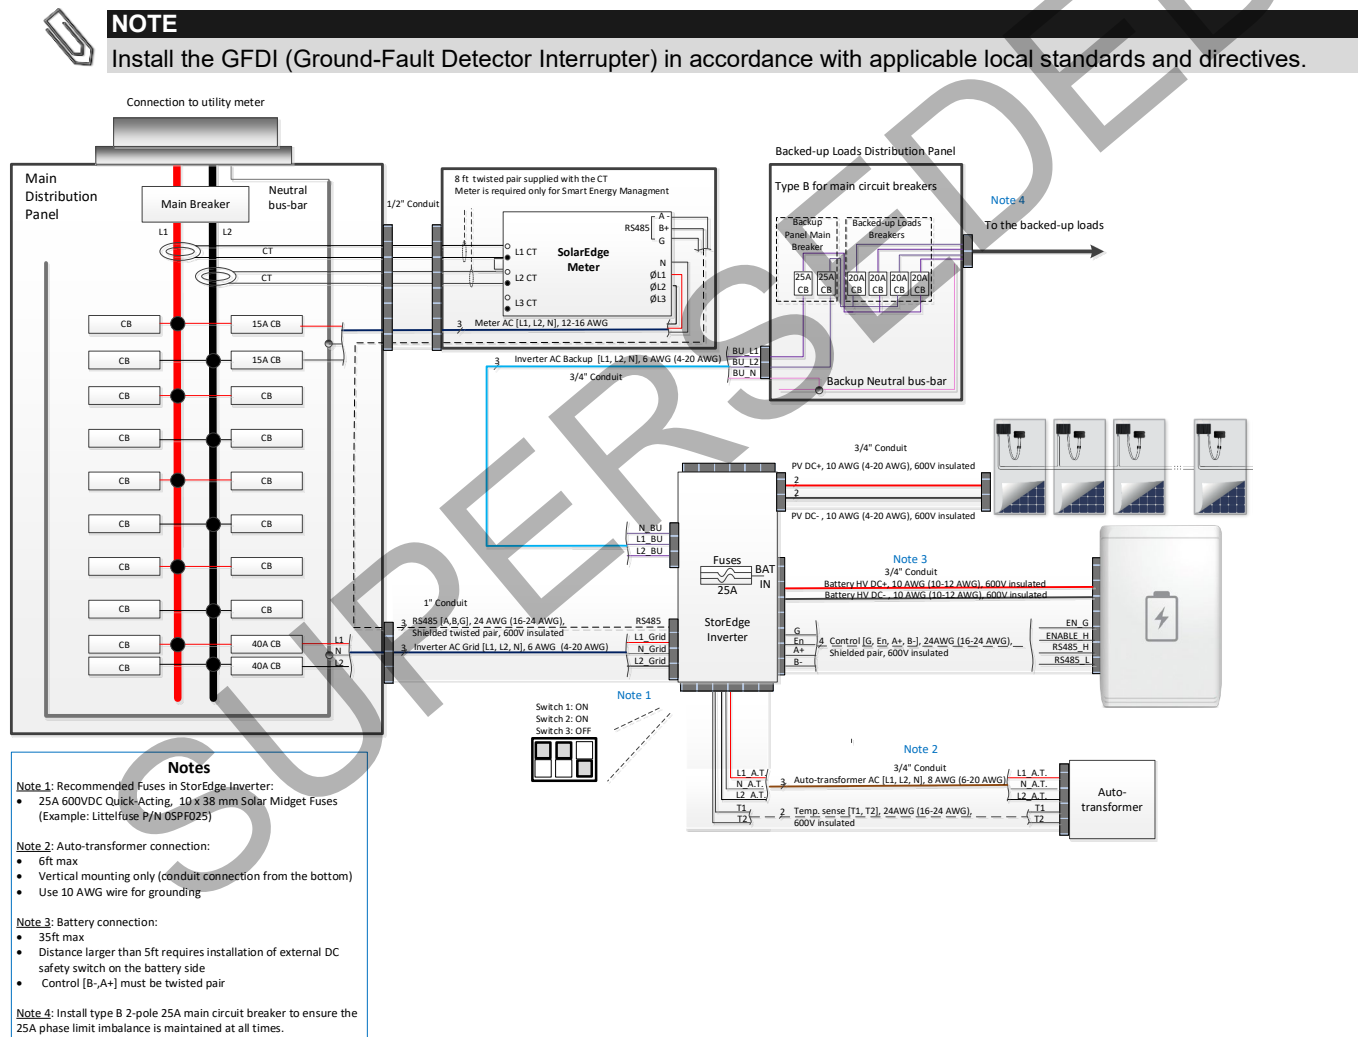 NOTE
Install the GFDI (Ground-Fault Detector Interrupter) in accordance with applicable local standards and directives.
SUPERSEDED
Connection to utility meter
Main
Distribution
Panel
Main Breaker
Neutral
bus-bar
L1
L2
CT
CT
CB
15A CB
CB
15A CB
CB
CB
CB
CB
CB
CB
CB
CB
CB
CB
CB
CB
CB
40A CB
CB
40A CB
L1
N
L2
1/2" Conduit
8 ft twisted pair supplied with the CT
Meter is required only for Smart Energy Managment
SolarEdge
Meter
L1 CT
L2 CT
L3 CT
RS485
A -
B+
G
N
ØL1
ØL2
ØL3
3
Meter AC [L1, L2, N], 12-16 AWG
Backed-up Loads Distribution Panel
Type B for main circuit breakers
Backup
Panel Main
Breaker
Backed-up Loads
Breakers
25A
CB
25A
CB
20A
CB
20A
CB
20A
CB
20A
CB
Note 4
To the backed-up loads
3
Inverter AC Backup [L1, L2, N], 6 AWG (4-20 AWG)
3/4" Conduit
BU_L1
BU_L2
BU_N
Backup Neutral bus-bar
3/4" Conduit
PV DC+, 10 AWG (4-20 AWG), 600V insulated
2
2
PV DC- , 10 AWG (4-20 AWG), 600V insulated
N_BU
L1_BU
L2_BU
Fuses
25A
BAT
IN
StorEdge
Inverter
Note 3
3/4" Conduit
Battery HV DC+, 10 AWG (10-12 AWG), 600V insulated
Battery HV DC- , 10 AWG (10-12 AWG), 600V insulated
1" Conduit
3
RS485 [A,B,G], 24 AWG (16-24 AWG),
Shielded twisted pair, 600V insulated
RS485
3
Inverter AC Grid [L1, L2, N], 6 AWG (4-20 AWG)
L1_Grid
N_Grid
L2_Grid
G
En
A+
B-
4
Control [G, En, A+, B-], 24AWG (16-24 AWG),
Shielded pair, 600V insulated
EN_G
ENABLE_H
RS485_H
RS485_L
Note 1
Switch 1: ON
Switch 2: ON
Switch 3: OFF
Note 2
3/4" Conduit
L1_A.T.
N_A.T.
L2_A.T.
T1
T2
3
Auto-transformer AC [L1, L2, N], 8 AWG (6-20 AWG)
2
Temp. sense [T1, T2], 24AWG (16-24 AWG),
600V insulated
L1_A.T.
N_A.T.
L2_A.T.
T1
T2
Auto-
transformer
Notes
Note 1: Recommended Fuses in StorEdge Inverter:
• 25A 600VDC Quick-Acting, 10 x 38 mm Solar Midget Fuses
(Example: Littelfuse P/N 0SPF025)
Note 2: Auto-transformer connection:
• 6ft max
• Vertical mounting only (conduit connection from the bottom)
• Use 10 AWG wire for grounding
Note 3: Battery connection:
• 35ft max
• Distance larger than 5ft requires installation of external DC
safety switch on the battery side
• Control [B-,A+] must be twisted pair
Note 4: Install type B 2-pole 25A main circuit breaker to ensure the
25A phase limit imbalance is maintained at all times.